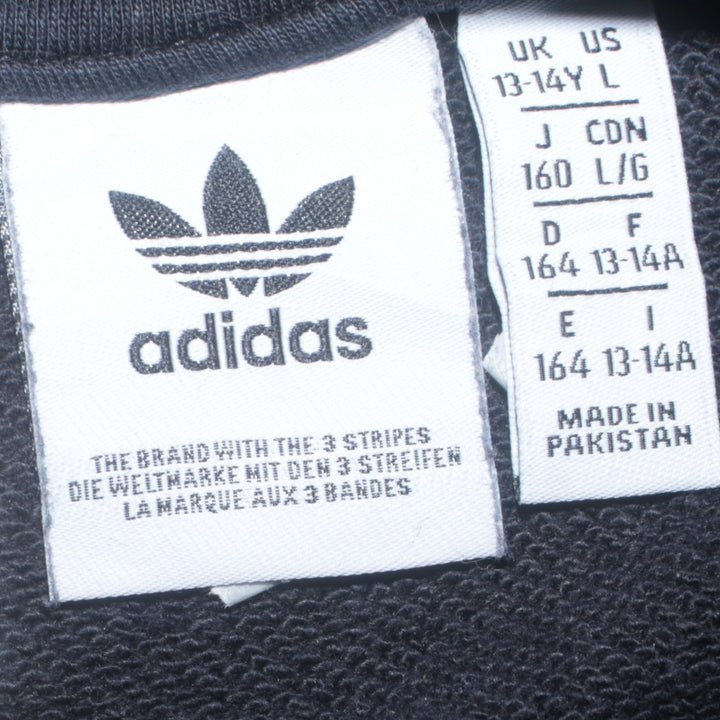 adidas
THE BRAND WITH THE 3 STRIPES
DIE WELTMARKE MIT DEN 3 STREIFEN
LA MARQUE AUX 3 BANDES
UK US
13-14Y L
J CDN
160 L/G
D F
164 13-14A
E I
164 13-14A
MADE IN
PAKISTAN